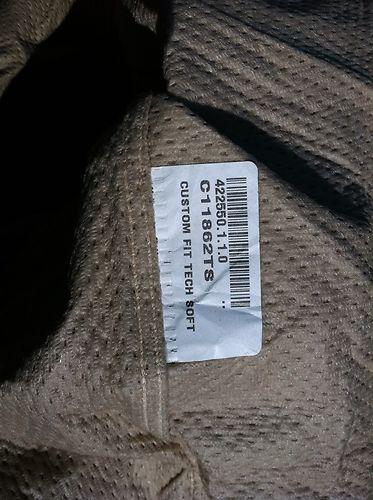 422550.1.1.0
C11862TS
CUSTOM FIT TECH SOFT